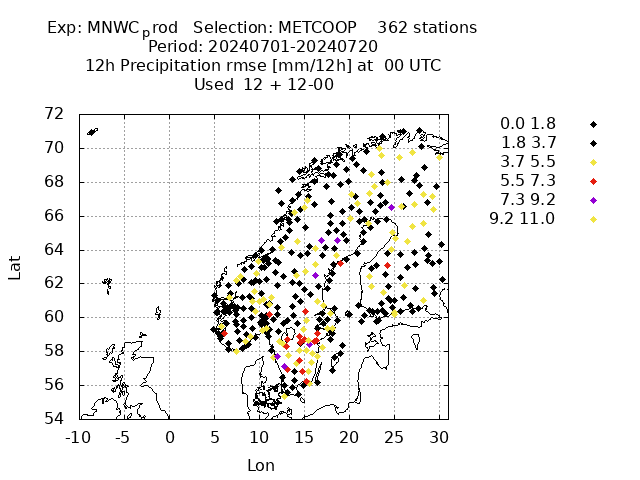 Exp: MNWCprod Selection: METCOOP 362 stations
Period: 20240701-20240720
12h Precipitation rmse [mm/12h] at 00 UTC
Used 12 + 12-00
72
70
68
66
64
62
60
58
56
54
Lat
-10 -5 0 5 10 15 20 25 30
Lon
0.0 1.8
1.8 3.7
3.7 5.5
5.5 7.3
7.3 9.2
9.2 11.0